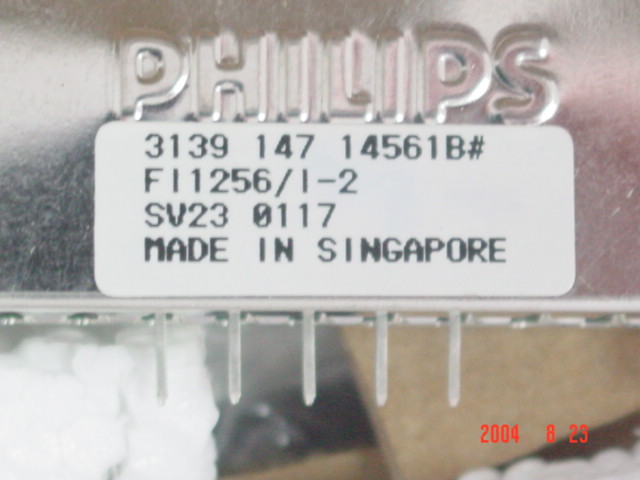 PHILIPS
3139 147 14561B#
FI1256/I-2
SV23 0117
MADE IN SINGAPORE
2004 8 23